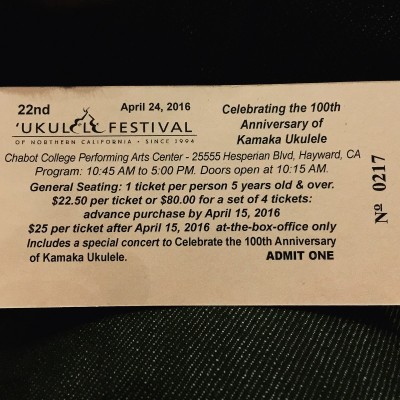 22nd
April 24, 2016
'UKULELE FESTIVAL
OF NORTHERN CALIFORNIA • SINCE 1994
Celebrating the 100th
Anniversary of
Kamaka Ukulele
Chabot College Performing Arts Center - 25555 Hesperian Blvd, Hayward, CA
Program: 10:45 AM to 5:00 PM. Doors open at 10:15 AM.
General Seating: 1 ticket per person 5 years old & over.
$22.50 per ticket or $80.00 for a set of 4 tickets:
advance purchase by April 15, 2016
$25 per ticket after April 15, 2016 at-the-box-office only
Includes a special concert to Celebrate the 100th Anniversary
of Kamaka Ukulele.
ADMIT ONE
Nº 0217